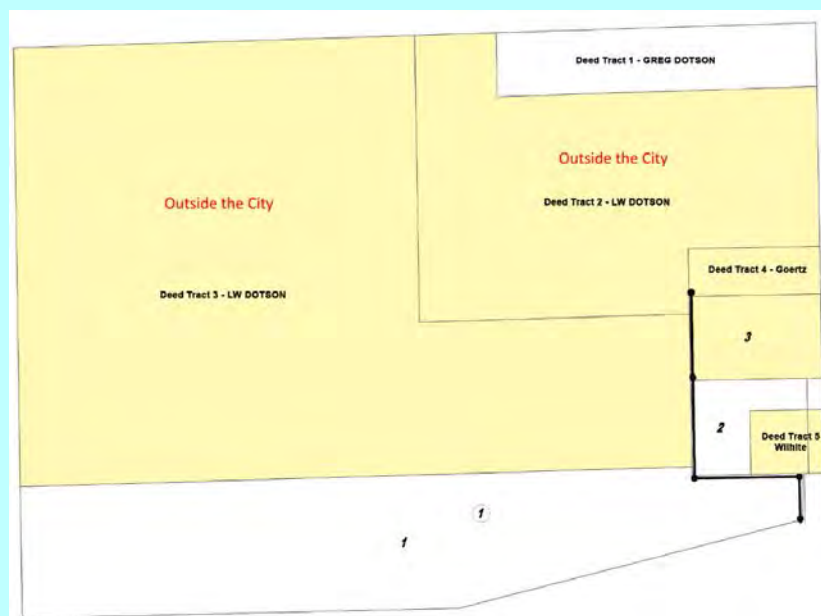 Deed Tract 1 - GREG DOTSON
Outside the City
Deed Tract 2 - LW DOTSON
Outside the City
Deed Tract 3 - LW DOTSON
Deed Tract 4 - Goertz
3
2
Deed Tract 5
Wilhite
1
1